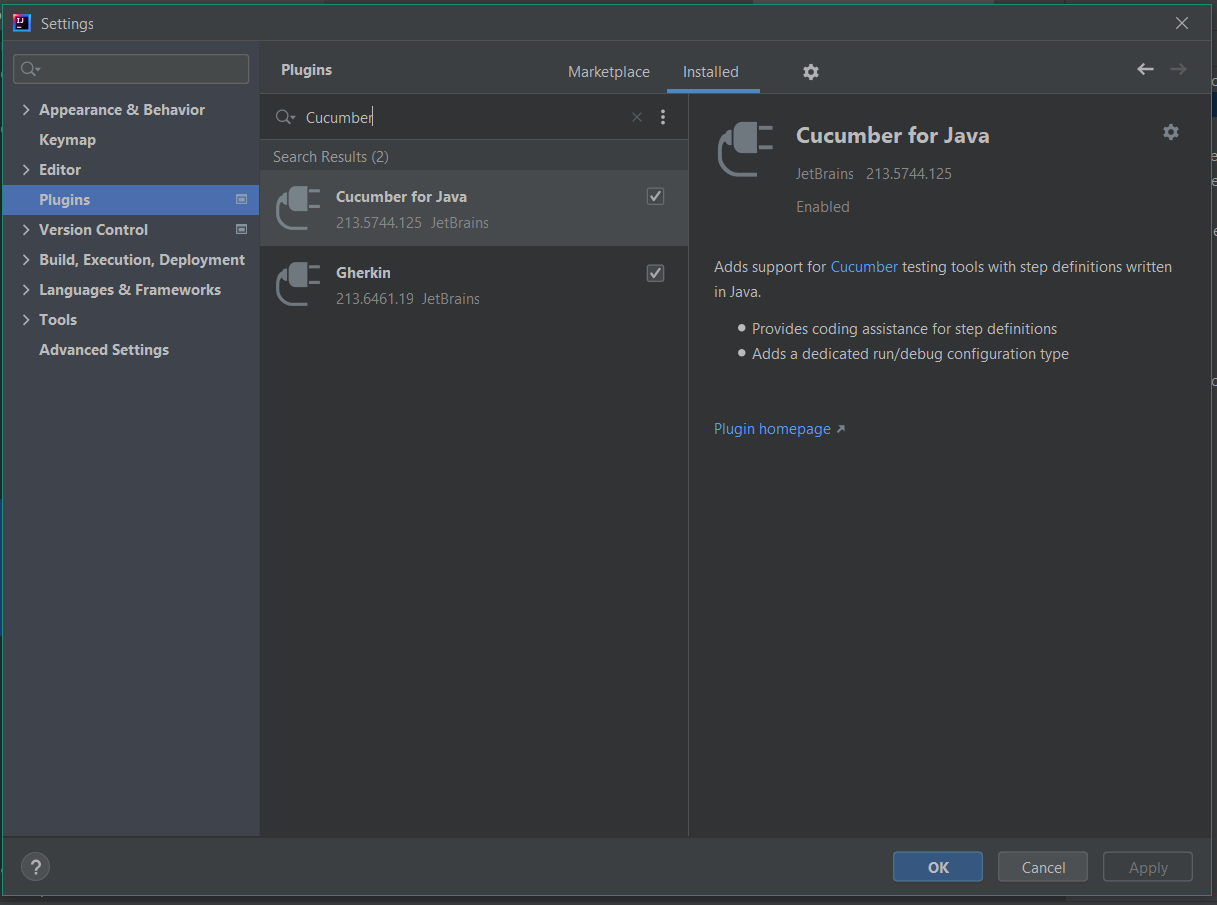 Settings
Plugins
Marketplace
Installed
Appearance & Behavior
Keymap
Editor
Plugins
Version Control
Build, Execution, Deployment
Languages & Frameworks
Tools
Advanced Settings
Cucumber
Search Results (2)
Cucumber for Java
213.5744.125 JetBrains
Gherkin
213.6461.19 JetBrains
Cucumber for Java
JetBrains 213.5744.125
Enabled
Adds support for Cucumber testing tools with step definitions written
in Java.
Provides coding assistance for step definitions
Adds a dedicated run/debug configuration type
Plugin homepage
?
OK
Cancel
Apply